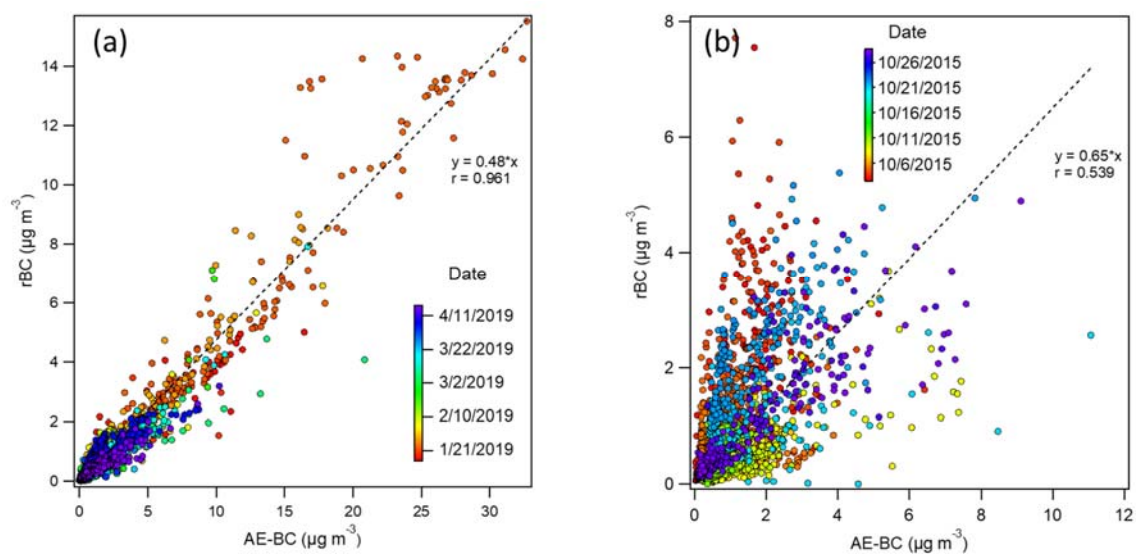 (a)
14
12
10
8
6
4
2
0
rBC (µg m⁻³)
0 5 10 15 20 25 30
AE-BC (µg m⁻³)
y = 0.48*x
r = 0.961
Date
4/11/2019
3/22/2019
3/2/2019
2/10/2019
1/21/2019
(b)
8
6
4
2
0
rBC (µg m⁻³)
0 2 4 6 8 10 12
AE-BC (µg m⁻³)
Date
10/26/2015
10/21/2015
10/16/2015
10/11/2015
10/6/2015
y = 0.65*x
r = 0.539